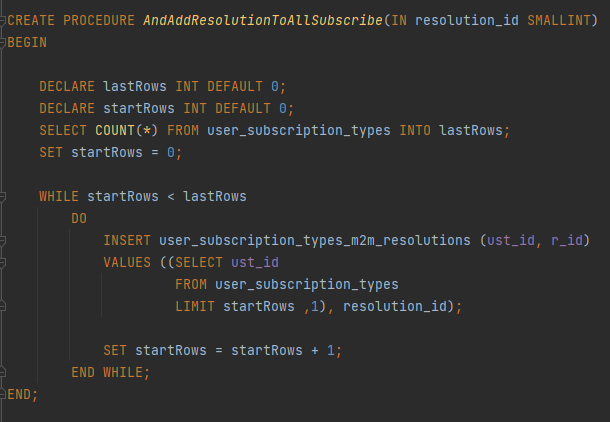 CREATE PROCEDURE AndAddResolutionToAllSubscribe(IN resolution_id SMALLINT)
BEGIN
DECLARE lastRows INT DEFAULT 0;
DECLARE startRows INT DEFAULT 0;
SELECT COUNT(*) FROM user_subscription_types INTO lastRows;
SET startRows = 0;
WHILE startRows < lastRows
DO
INSERT user_subscription_types_m2m_resolutions (ust_id, r_id)
VALUES ((SELECT ust_id
FROM user_subscription_types
LIMIT startRows ,1), resolution_id);
SET startRows = startRows + 1;
END WHILE;
END;